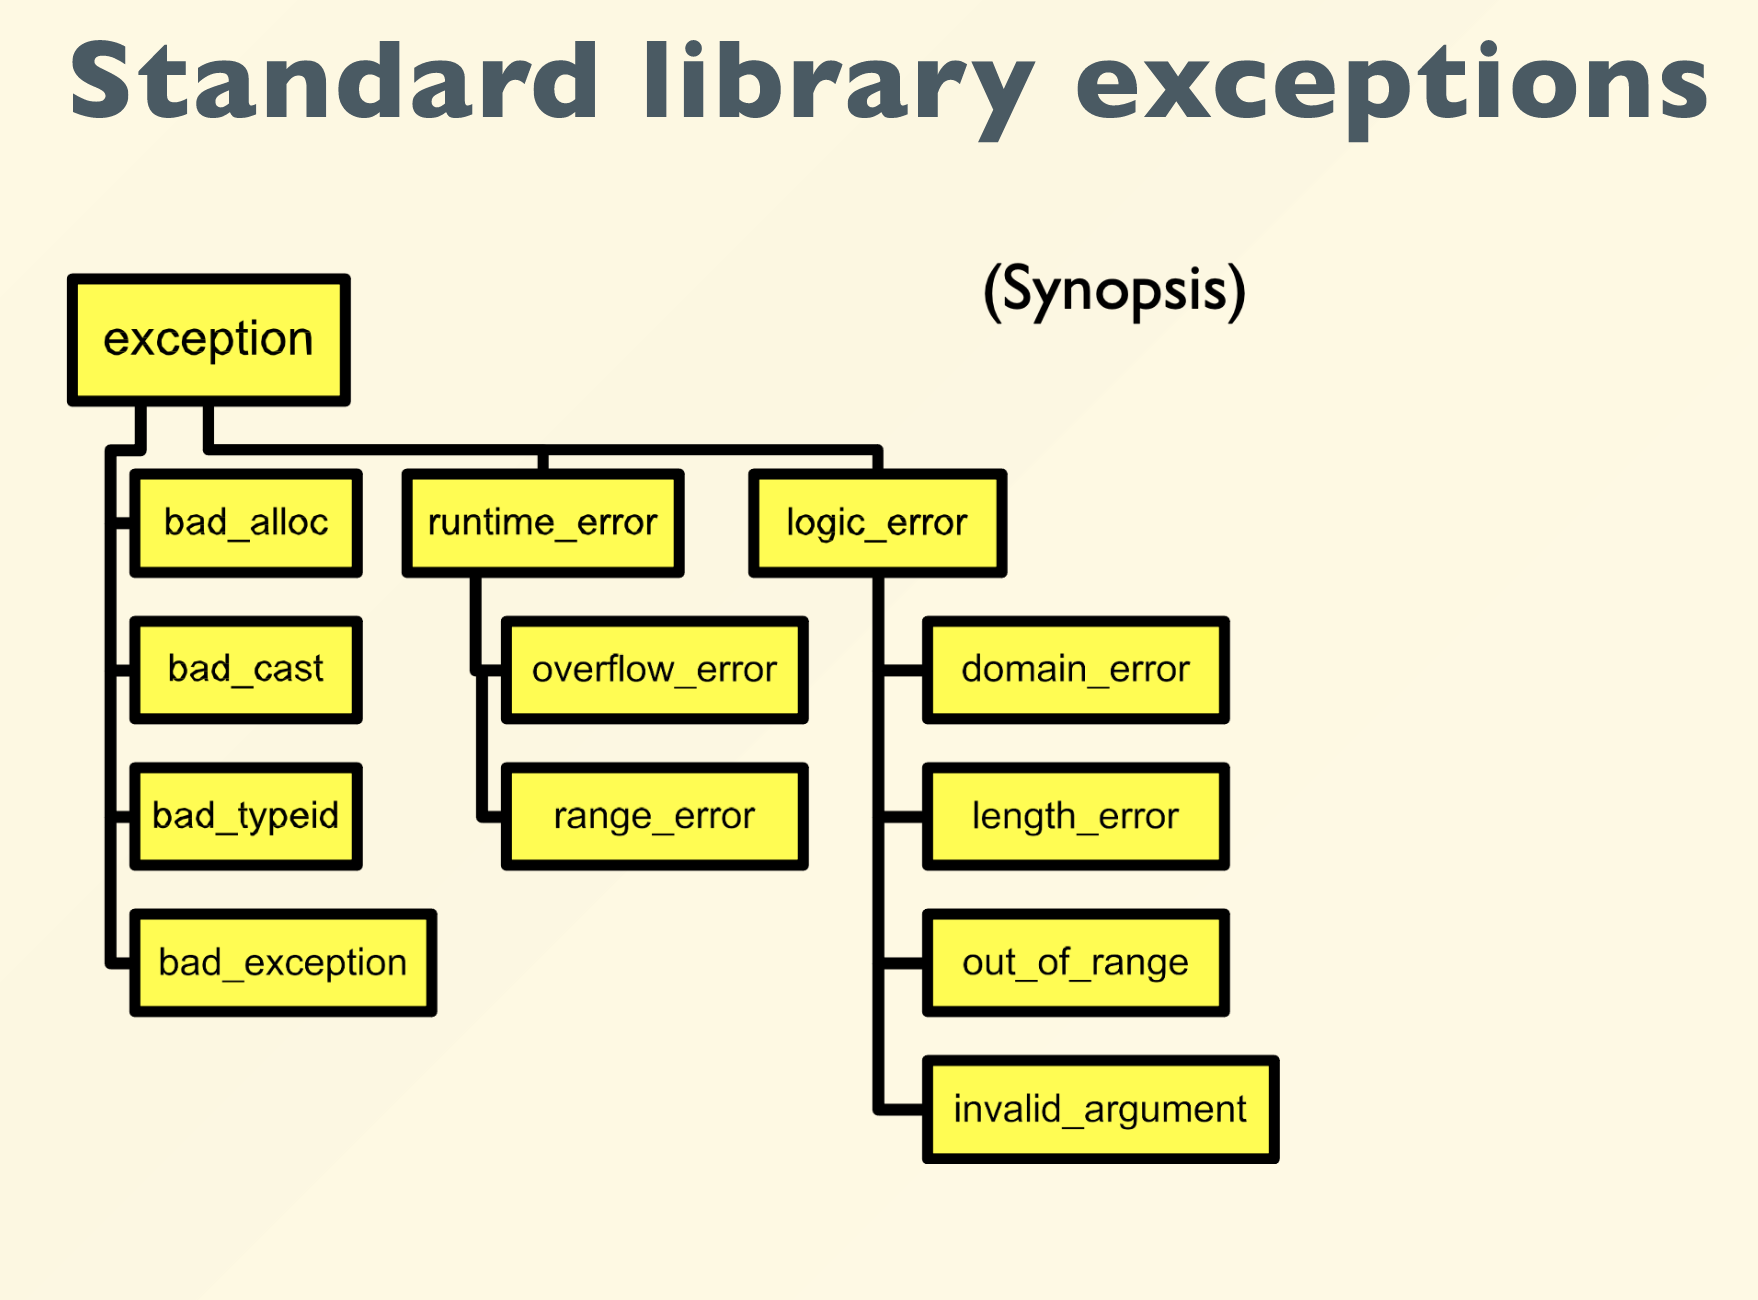 Standard library exceptions
(Synopsis)
exception
bad_alloc
runtime_error
logic_error
bad_cast
overflow_error
domain_error
bad_typeid
range_error
length_error
bad_exception
out_of_range
invalid_argument